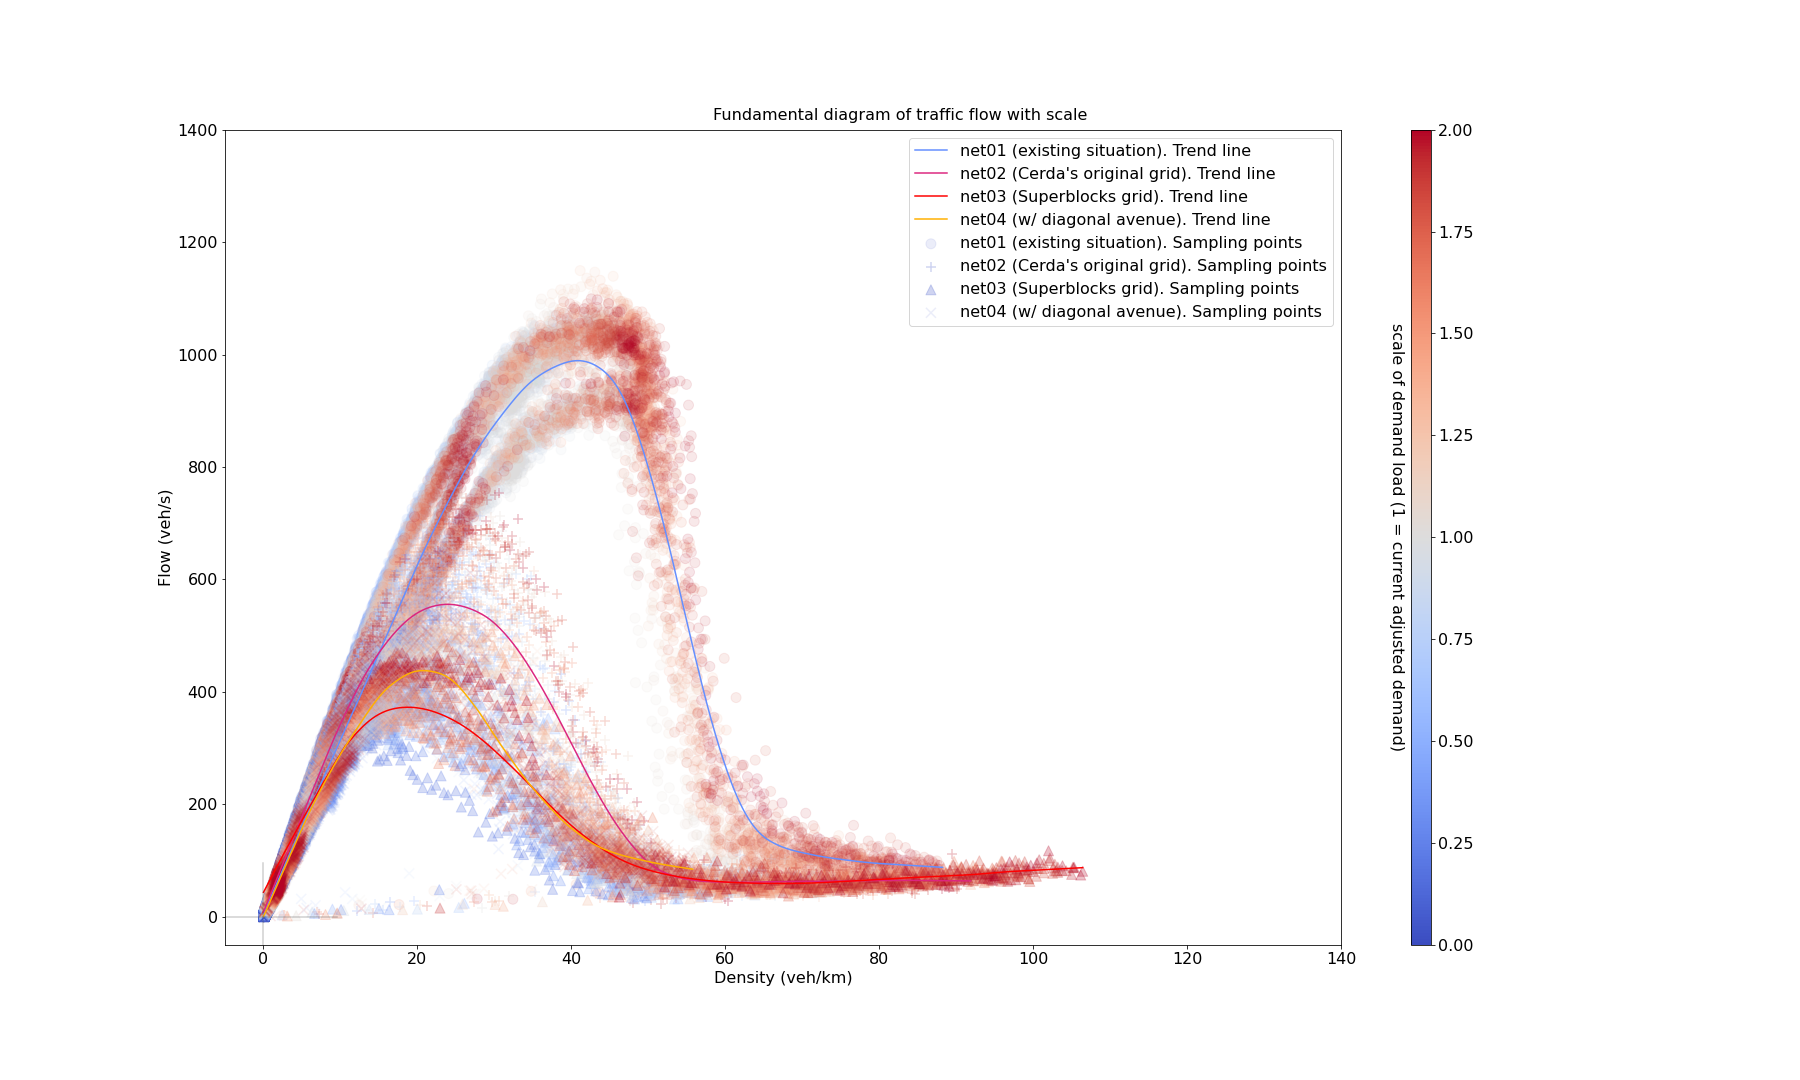 Fundamental diagram of traffic flow with scale
1400
1200
1000
800
600
400
200
0
Flow (veh/s)
net01 (existing situation). Trend line
net02 (Cerda's original grid). Trend line
net03 (Superblocks grid). Trend line
net04 (w/ diagonal avenue). Trend line
net01 (existing situation). Sampling points
net02 (Cerda's original grid). Sampling points
net03 (Superblocks grid). Sampling points
net04 (w/ diagonal avenue). Sampling points
0 20 40 60 80 100 120 140
Density (veh/km)
scale of demand load (1 = current adjusted demand)
2.00
1.75
1.50
1.25
1.00
0.75
0.50
0.25
0.00